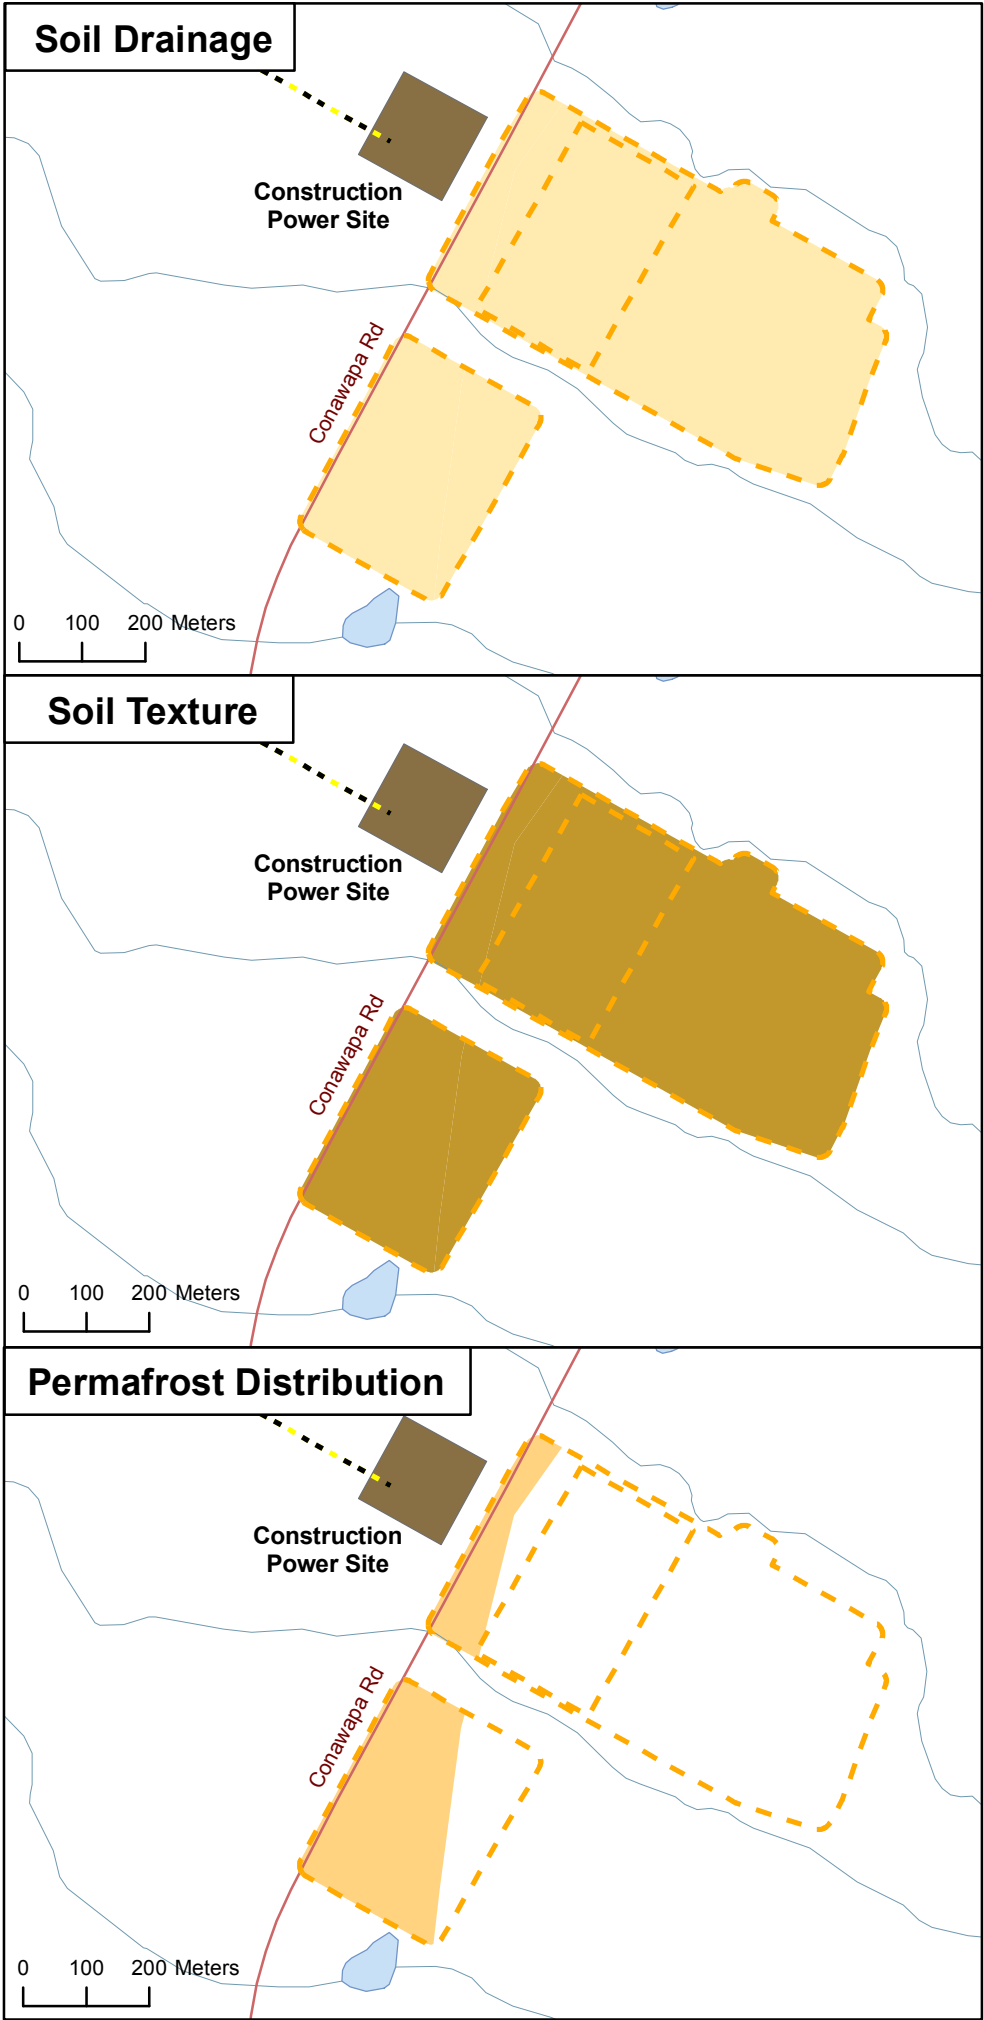 Soil Drainage
Construction
Power Site
Conawapa Rd
0 100 200 Meters
Soil Texture
Construction
Power Site
Conawapa Rd
0 100 200 Meters
Permafrost Distribution
Construction
Power Site
Conawapa Rd
0 100 200 Meters